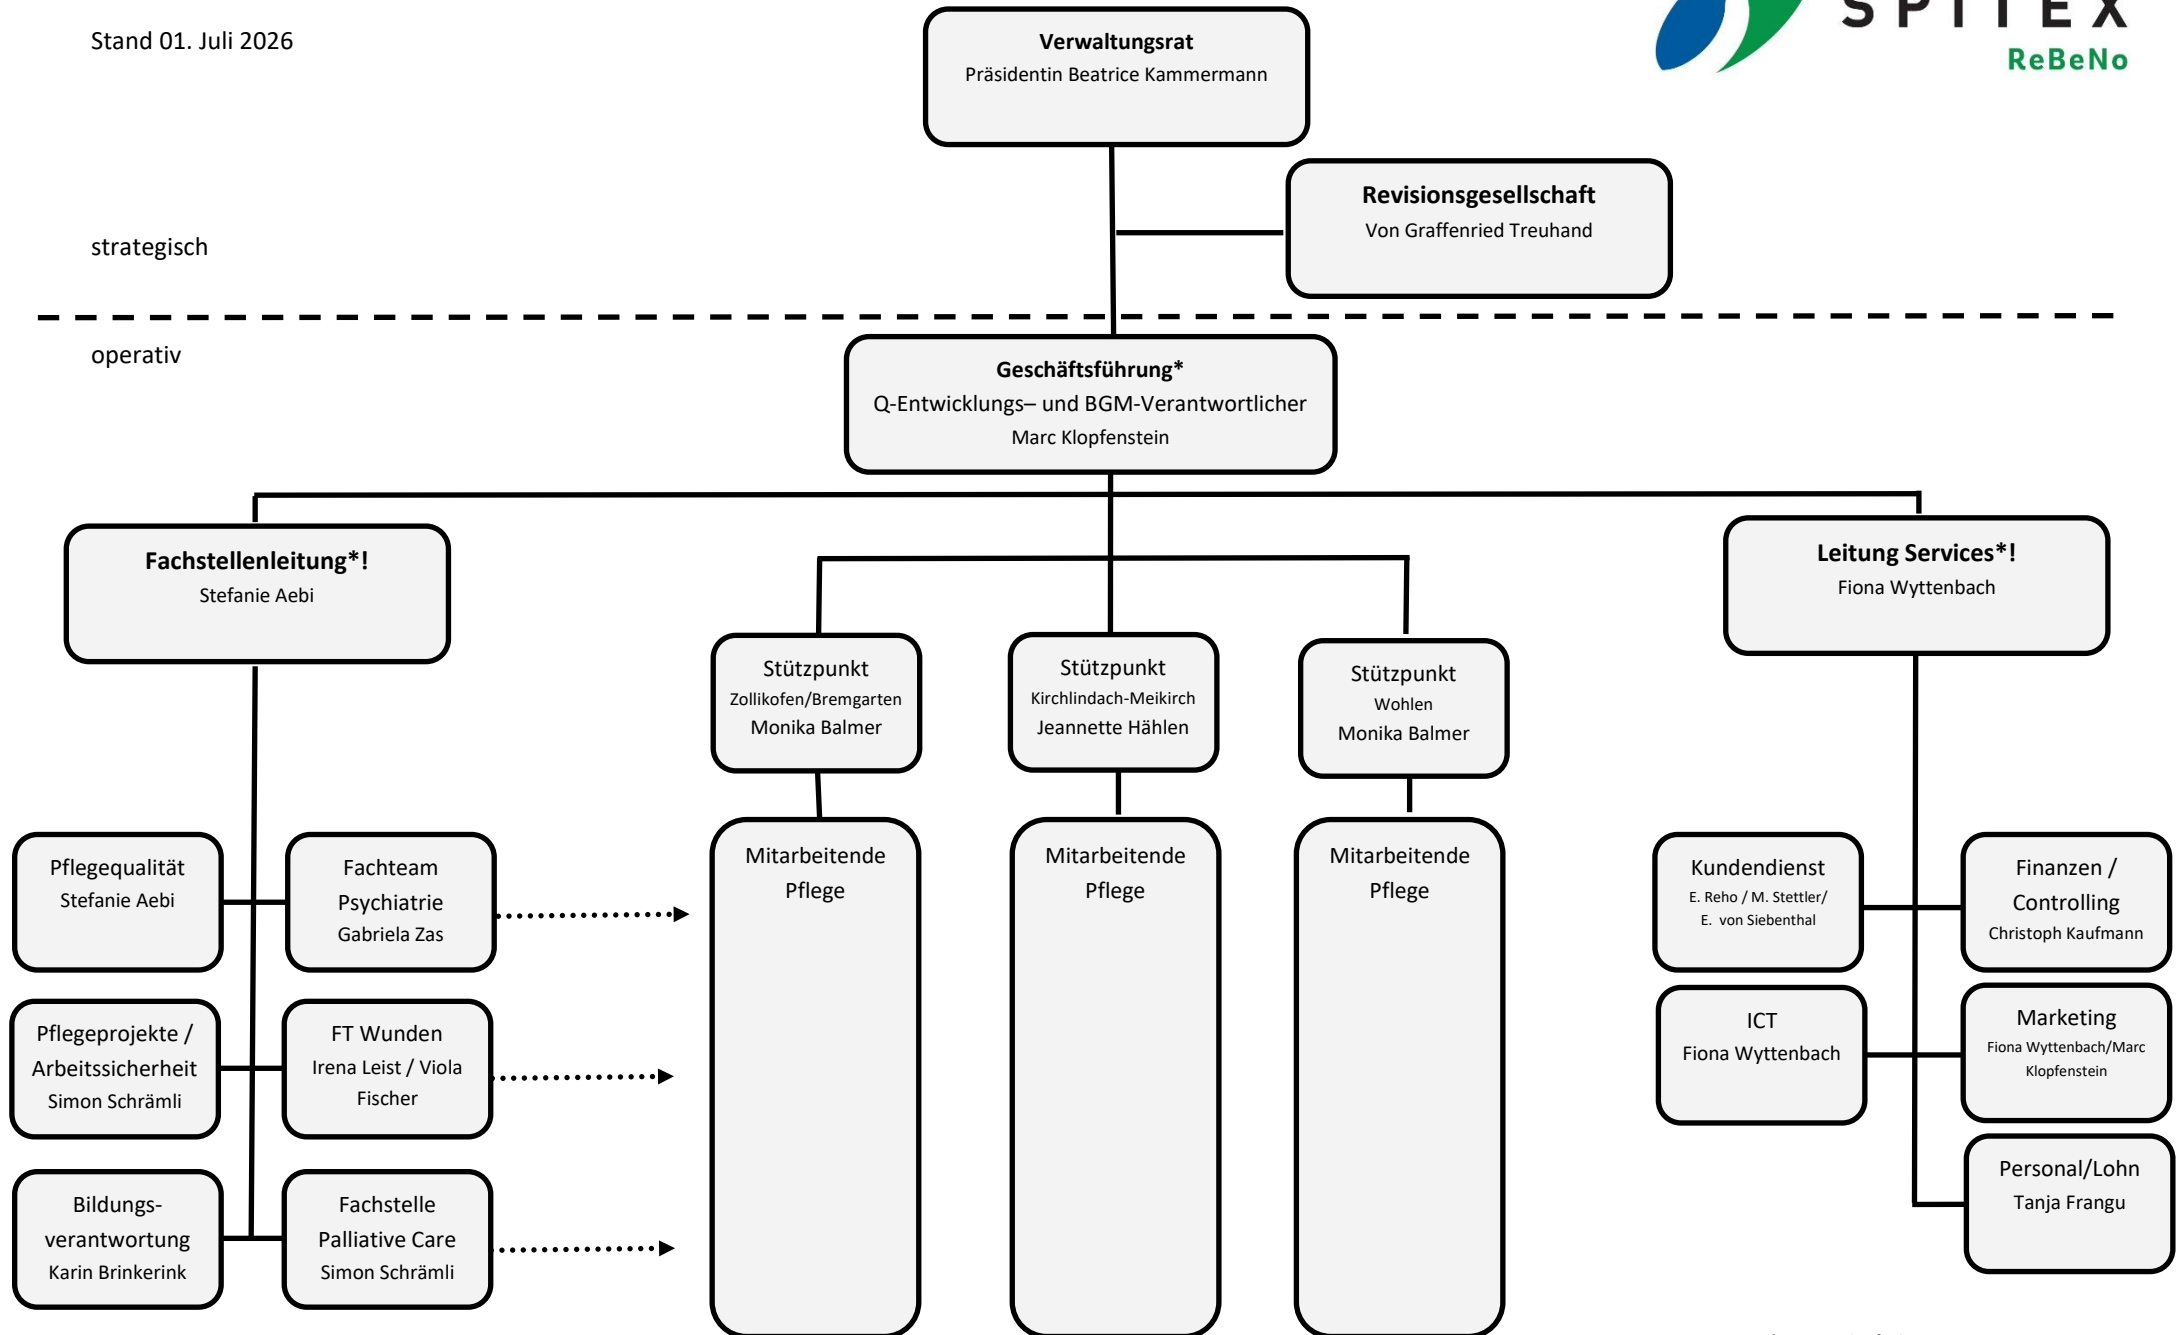 Stand 01. Juli 2026
SPITEX
ReBeNo
Verwaltungsrat
Präsidentin Beatrice Kammermann
Revisionsgesellschaft
Von Graffenried Treuhand
strategisch
operativ
Geschäftsführung*
Q-Entwicklungs– und BGM-Verantwortlicher
Marc Klopfenstein
Fachstellenleitung*!
Stefanie Aebi
Leitung Services*!
Fiona Wyttenbach
Stützpunkt
Zollikofen/Bremgarten
Monika Balmer
Stützpunkt
Kirchlindach-Meikirch
Jeannette Hählen
Stützpunkt
Wohlen
Monika Balmer
Pflegequalität
Stefanie Aebi
Fachteam
Psychiatrie
Gabriela Zas
Mitarbeitende
Pflege
Mitarbeitende
Pflege
Mitarbeitende
Pflege
Kundendienst
E. Reho / M. Stettler/
E. von Siebenthal
Finanzen /
Controlling
Christoph Kaufmann
Pflegeprojekte /
Arbeitssicherheit
Simon Schrämli
FT Wunden
Irena Leist / Viola
Fischer
ICT
Fiona Wyttenbach
Marketing
Fiona Wyttenbach/Marc
Klopfenstein
Bildungs-
verantwortung
Karin Brinkerink
Fachstelle
Palliative Care
Simon Schrämli
Personal/Lohn
Tanja Frangu